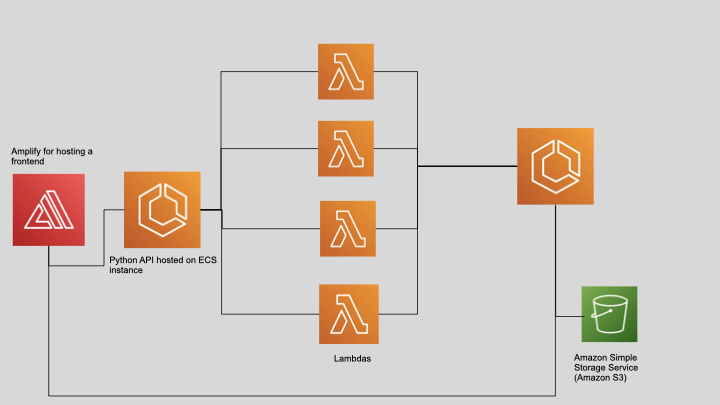 Amplify for hosting a
frontend
Python API hosted on ECS
instance
Lambdas
Amazon Simple
Storage Service
(Amazon S3)